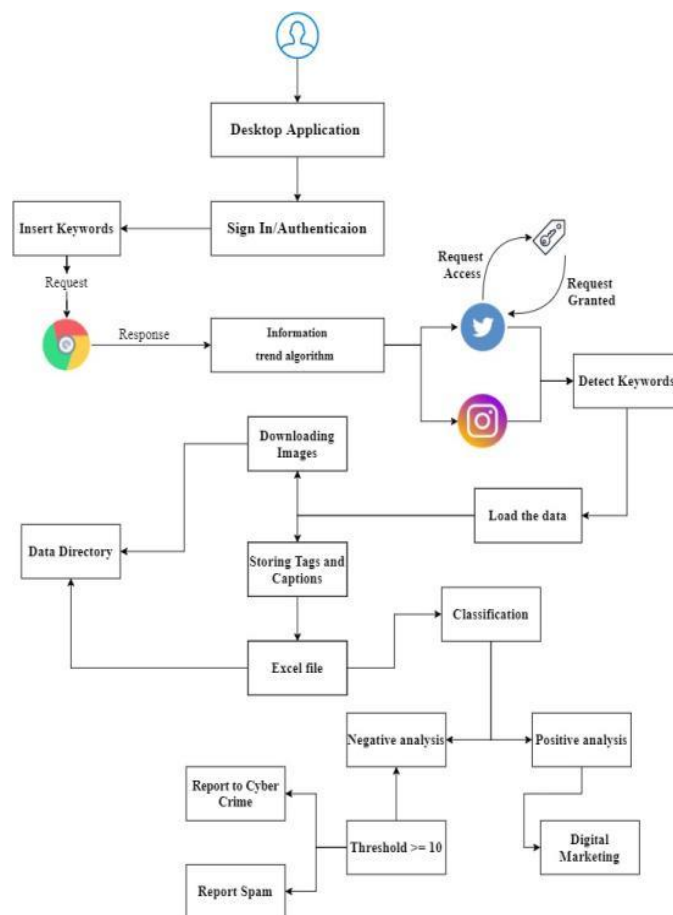 Desktop Application
Sign In/Authenticaion
Insert Keywords
Request
Response
Information
trend algorithm
Request
Access
Request
Granted
Detect Keywords
Downloading
Images
Load the data
Data Directory
Storing Tags and
Captions
Classification
Excel file
Negative analysis
Positive analysis
Report to Cyber
Crime
Threshold >= 10
Digital
Marketing
Report Spam